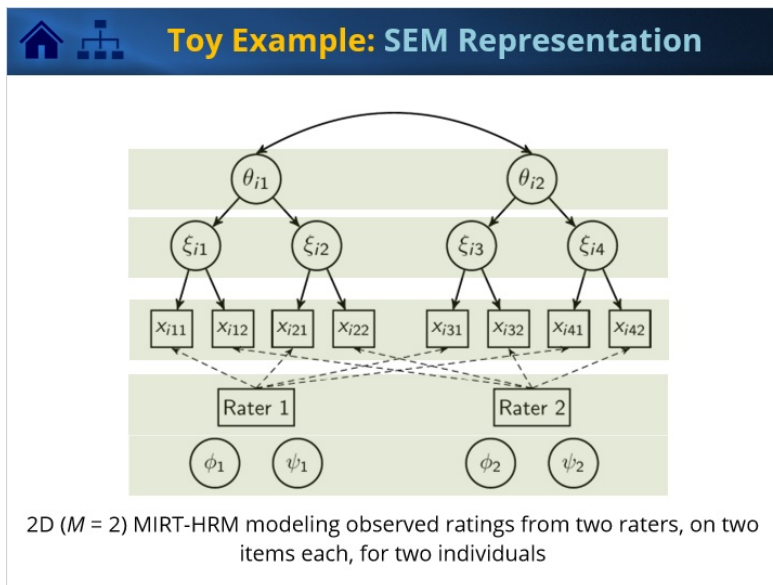 Toy Example: SEM Representation
θi1 θi2
ξi1 ξi2 ξi3 ξi4
xi11 xi12 xi21 xi22 xi31 xi32 xi41 xi42
Rater 1 Rater 2
ϕ1 ψ1 ϕ2 ψ2
2D (M = 2) MIRT-HRM modeling observed ratings from two raters, on two
items each, for two individuals